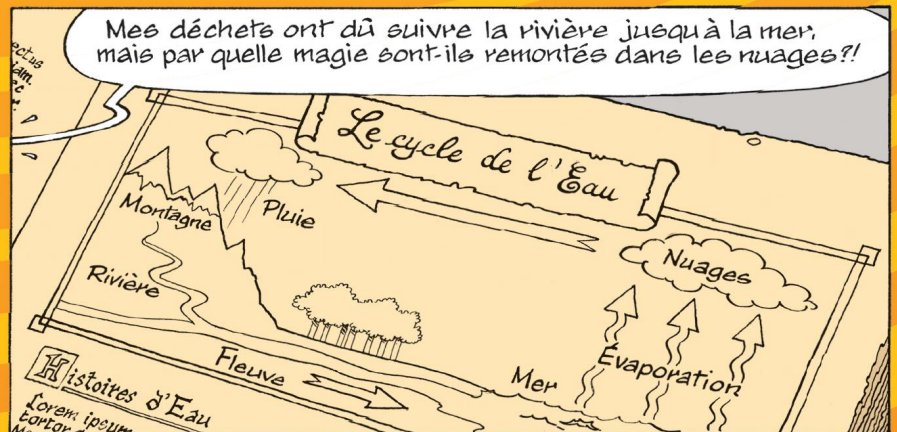 Mes déchets ont dû suivre la rivière jusqu'à la mer,
mais par quelle magie sont-ils remontés dans les nuages?!
Le cycle de l'Eau
Montagne
Pluie
Nuages
Rivière
Évaporation
Fleuve
Mer
Histoires d'Eau
Lorem ipsum
tortor